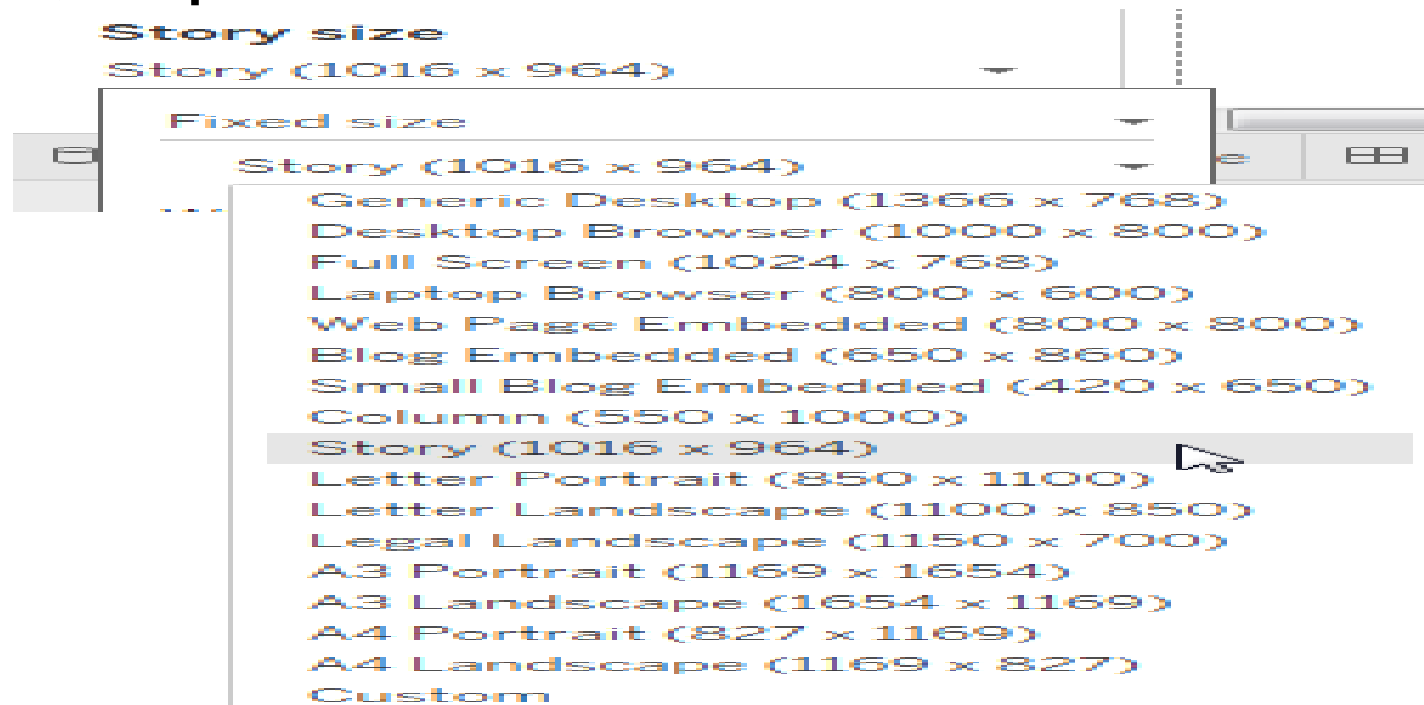 Story size
Story (1016 x 964)
Fixed size
Story (1016 x 964)
Generic Desktop (1366 x 768)
Desktop Browser (1000 x 800)
Full Screen (1024 x 768)
Laptop Browser (800 x 600)
Web Page Embedded (800 x 800)
Blog Embedded (650 x 860)
Small Blog Embedded (420 x 650)
Column (550 x 1000)
Story (1016 x 964)
Letter Portrait (850 x 1100)
Letter Landscape (1100 x 850)
Legal Landscape (1150 x 700)
A3 Portrait (1169 x 1654)
A3 Landscape (1654 x 1169)
A4 Portrait (827 x 1169)
A4 Landscape (1169 x 827)
Custom